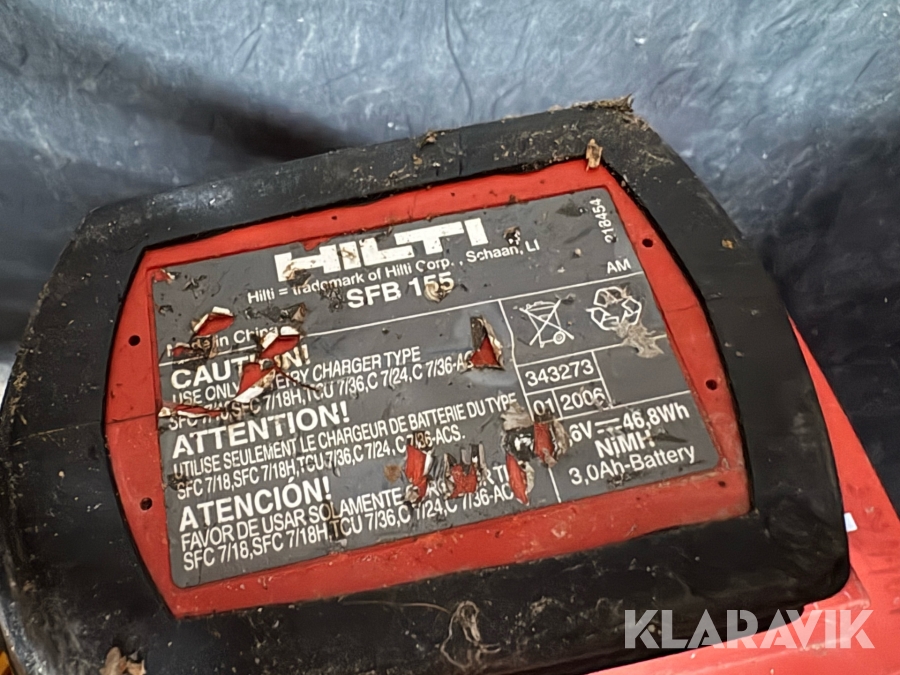 HILTI
Hilti = trademark of Hilti Corp., Schaan, LI
218454
SFB 155
AM
in China
CAUTION!
USE ONLY CHARGER TYPE
SFC 7/18H,TCU 7/36,C 7/24,C 7/36-AC
ATTENTION!
UTILISE SEULEMENT LE CHARGEUR DE BATTERIE DU TYPE
SFC 7/18,SFC 7/18H,TCU 7/36,C 7/24,C 7/36-ACS.
ATENCIÓN!
FAVOR DE USAR SOLAMENTE
SFC 7/18,SFC 7/18H,TCU 7/36,C 7/24,C 7/36-AC
343273
01 2006
,6V 46,8Wh
NiMH
3,0Ah-Battery
KLARAVIK